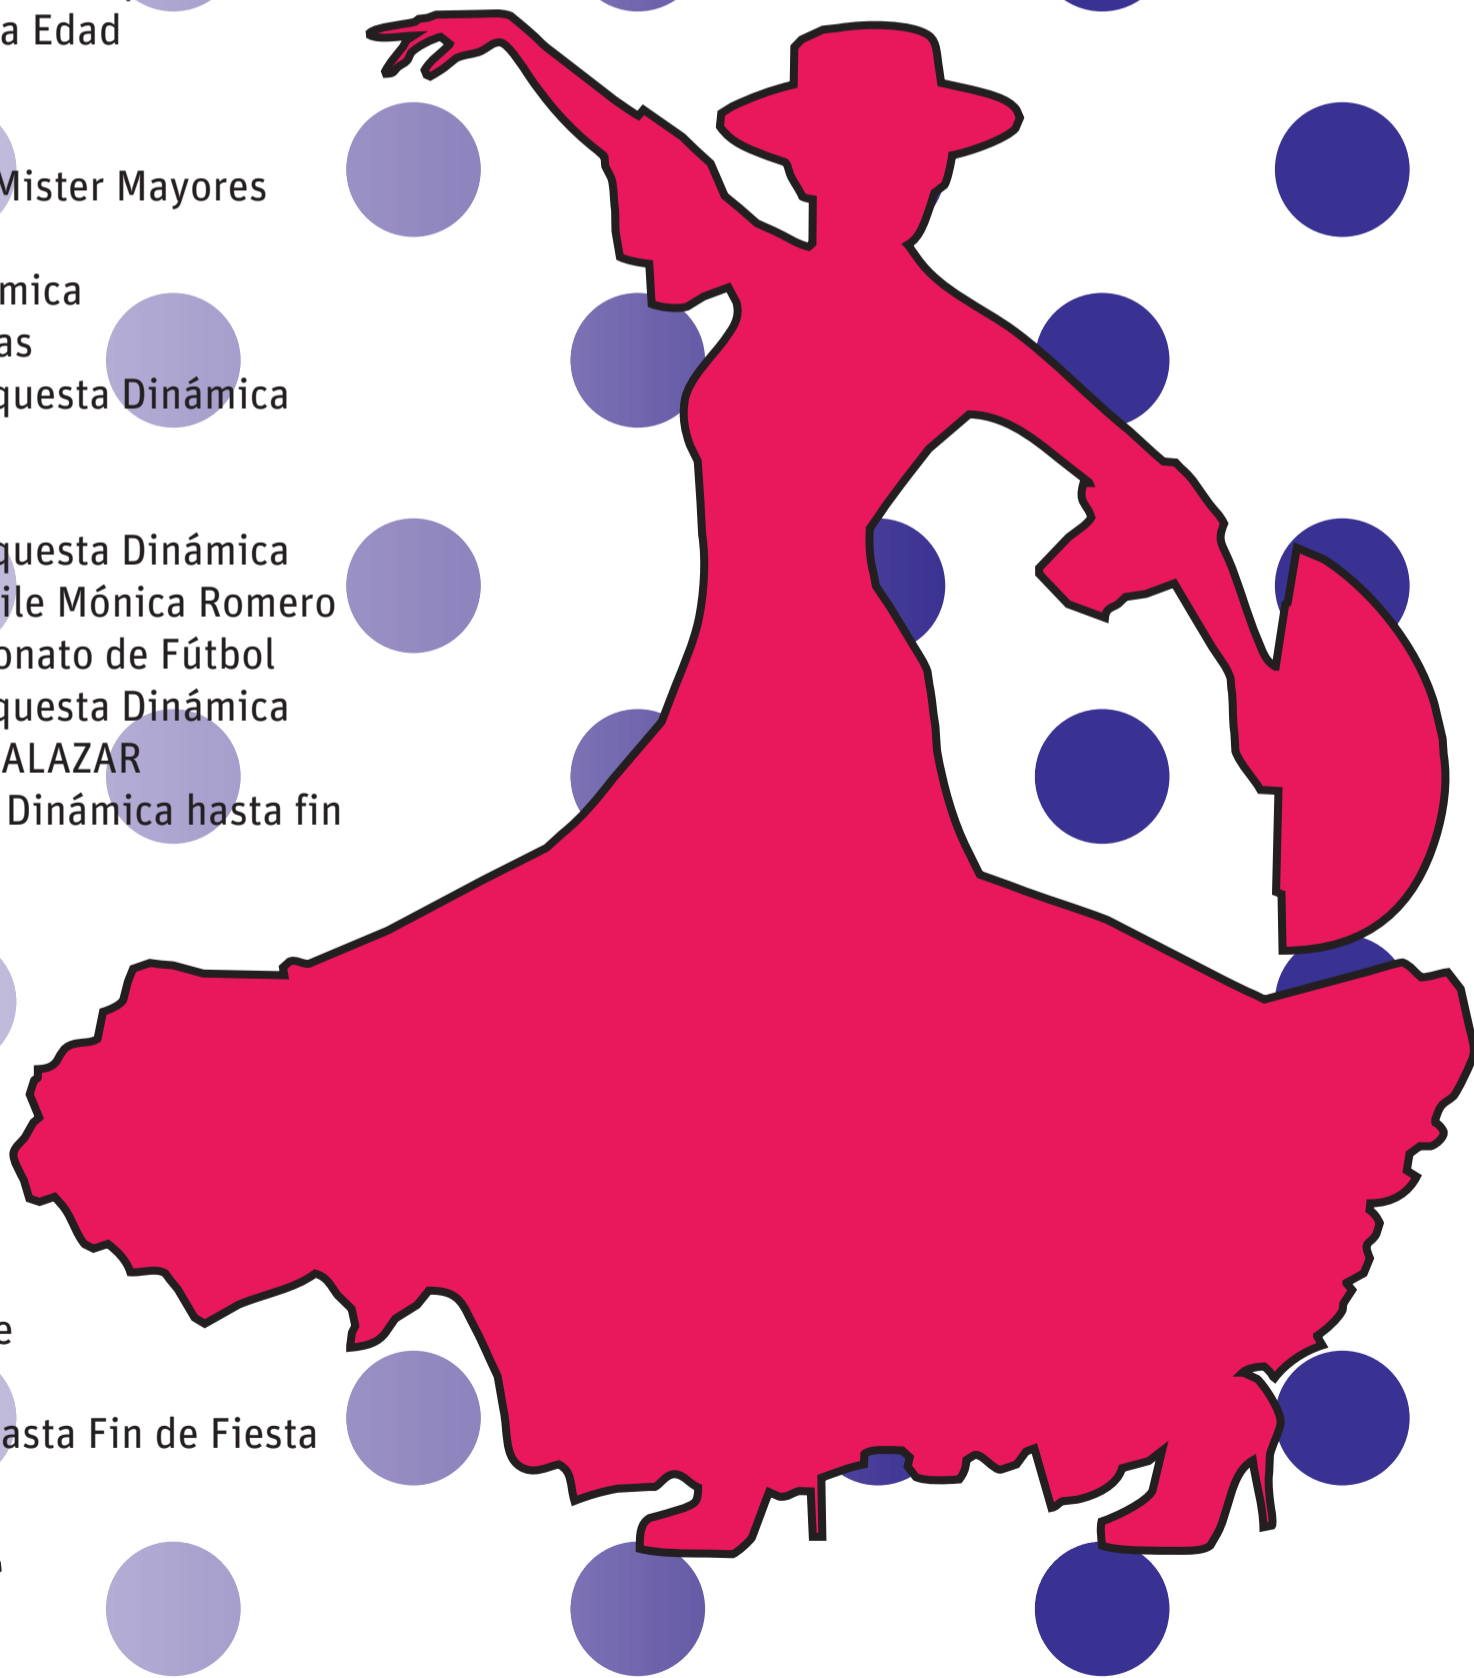 a Edad
Mister Mayores
mica
as
questa Dinámica
questa Dinámica
ile Mónica Romero
onato de Fútbol
questa Dinámica
ALAZAR
Dinámica hasta fin
e
asta Fin de Fiesta